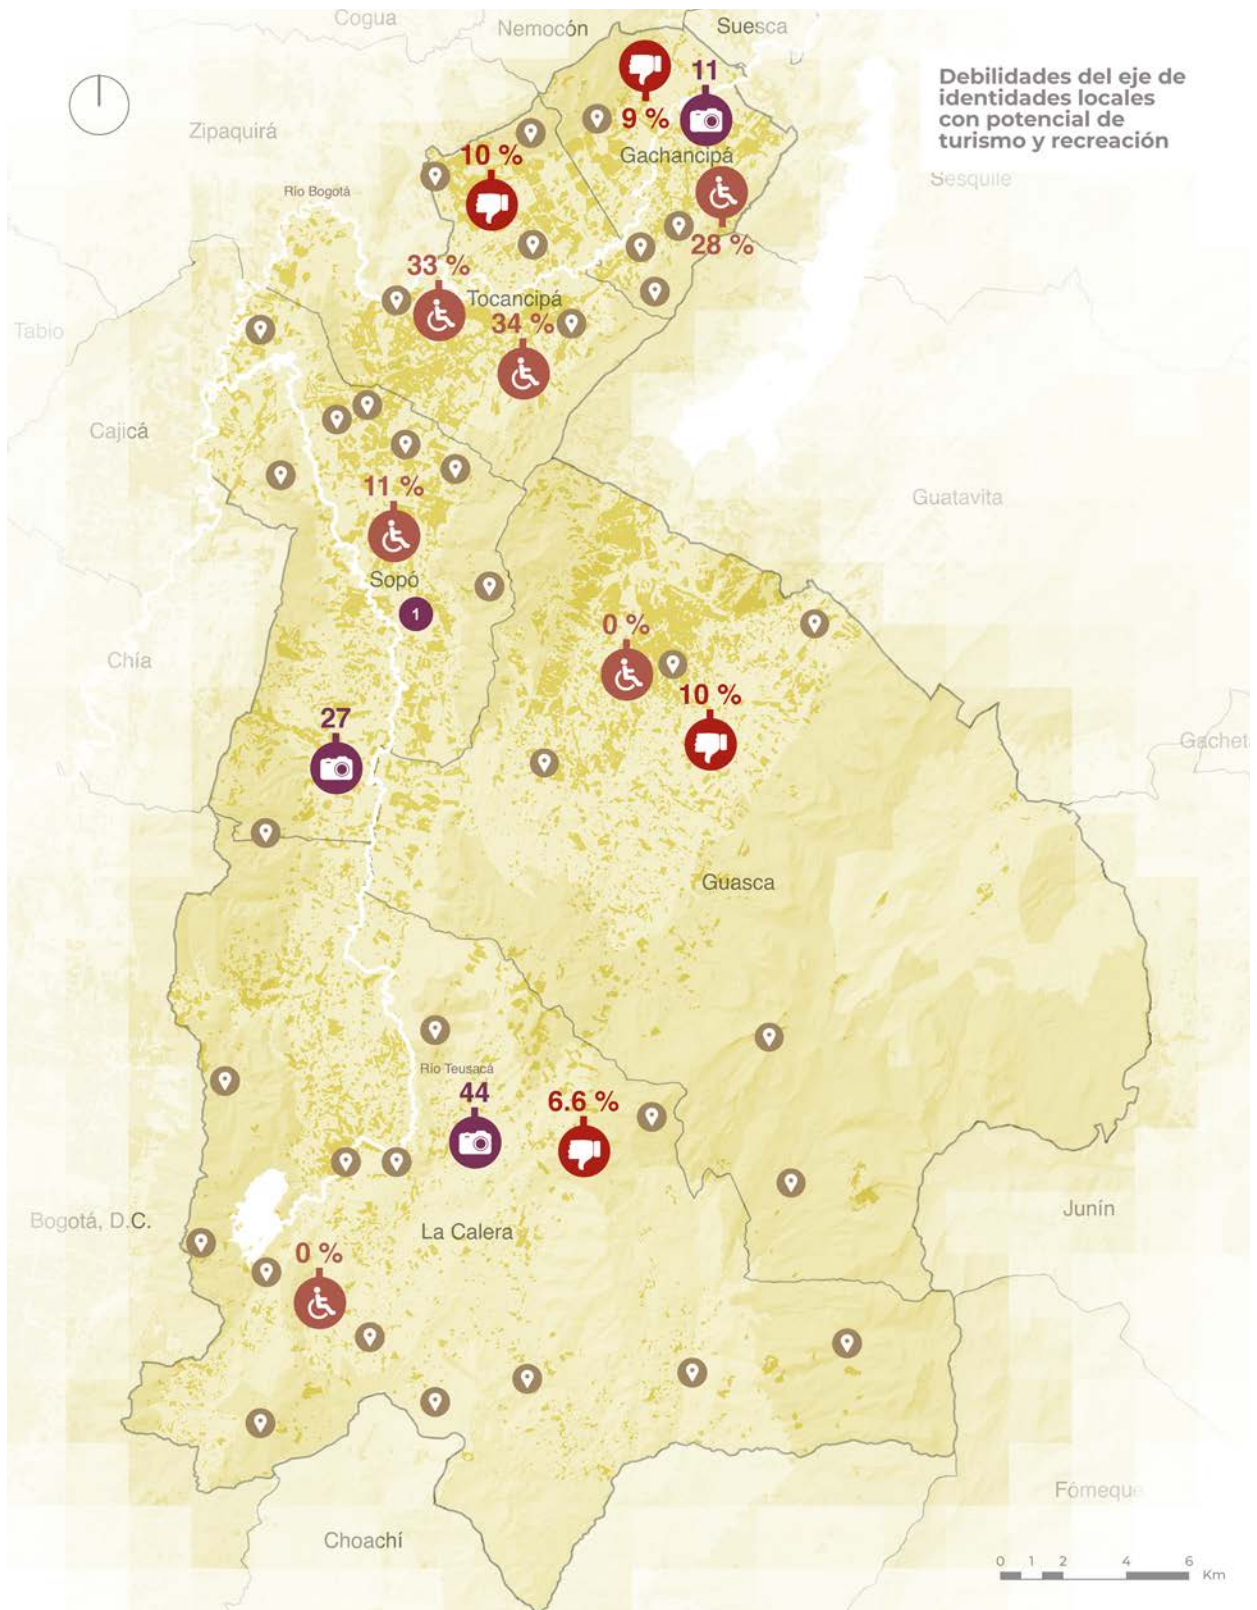 Cogua
Nemocón
Suesca
Debilidades del eje de
identidades locales
con potencial de
turismo y recreación
11
9 %
Zipaquirá
Gachancipá
10 %
Sesquilé
Río Bogotá
28 %
33 %
Tocancipá
34 %
Tabio
Cajicá
11 %
Guatavita
Sopó
1
0 %
Chía
10 %
27
Guasca
Río Teusacá
44
6.6 %
Junín
Bogotá, D.C.
La Calera
0 %
Fómeque
Choachí
0 1 2 4 6
Km